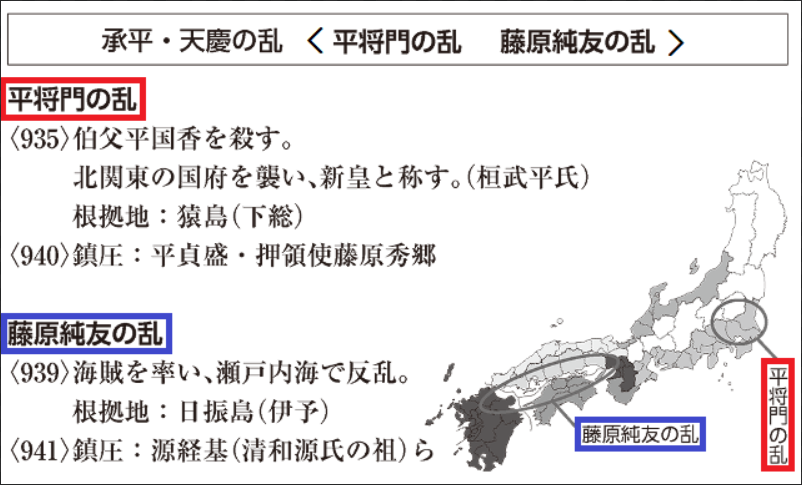 承平・天慶の乱 〈 平将門の乱 藤原純友の乱 〉
平将門の乱
〈935〉伯父平国香を殺す。
北関東の国府を襲い、新皇と称す。(桓武平氏)
根拠地：猿島(下総)
〈940〉鎮圧：平貞盛・押領使藤原秀郷
藤原純友の乱
〈939〉海賊を率い、瀬戸内海で反乱。
根拠地：日振島(伊予)
〈941〉鎮圧：源経基(清和源氏の祖)ら
平将門の乱
藤原純友の乱